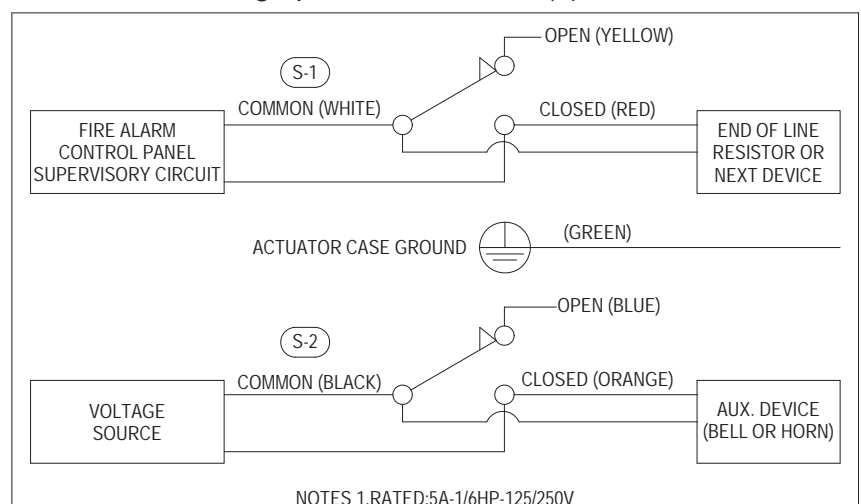 OPEN (YELLOW)
S-1
COMMON (WHITE)
CLOSED (RED)
FIRE ALARM
CONTROL PANEL
SUPERVISORY CIRCUIT
END OF LINE
RESISTOR OR
NEXT DEVICE
ACTUATOR CASE GROUND
(GREEN)
OPEN (BLUE)
S-2
COMMON (BLACK)
CLOSED (ORANGE)
VOLTAGE
SOURCE
AUX. DEVICE
(BELL OR HORN)
NOTES 1.RATED:5A-1/6HP-125/250V